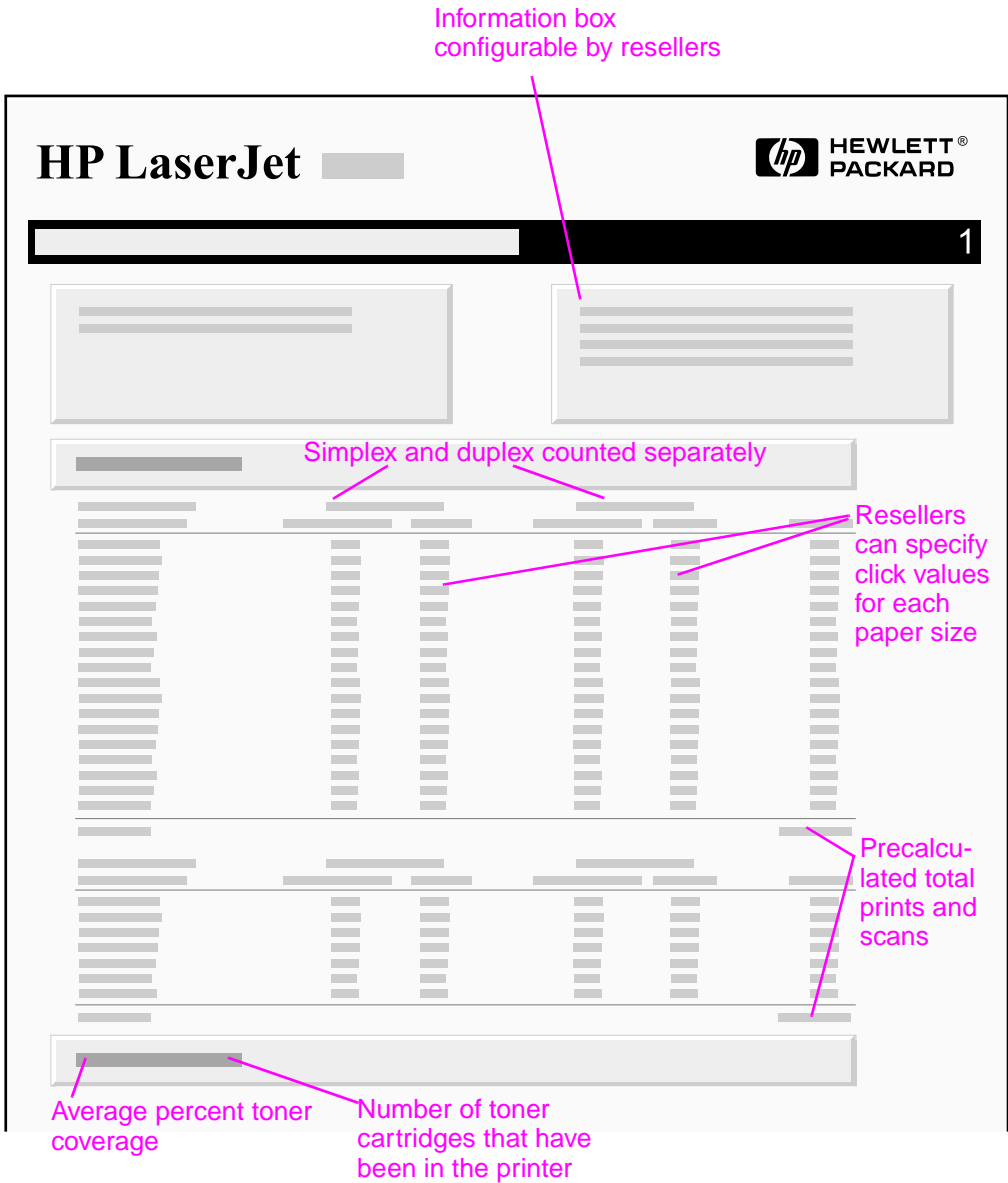 Information box
configurable by resellers
HP LaserJet
hp HEWLETT®
PACKARD
1
Simplex and duplex counted separately
Resellers
can specify
click values
for each
paper size
Precalcu-
lated total
prints and
scans
Average percent toner
coverage
Number of toner
cartridges that have
been in the printer